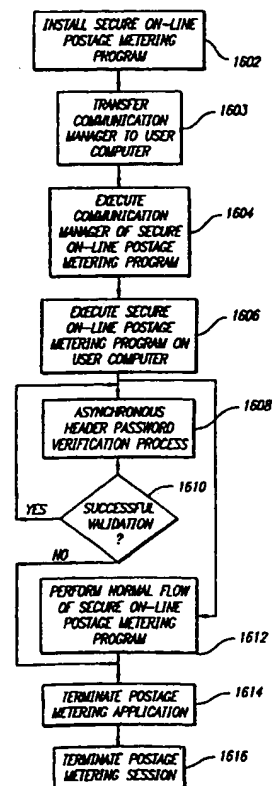 INSTALL SECURE ON-LINE
POSTAGE METERING
PROGRAM
1602
TRANSFER
COMMUNICATION
MANAGER TO USER
COMPUTER
1603
EXECUTE
COMMUNICATION
MANAGER OF SECURE
ON-LINE POSTAGE
METERING PROGRAM
1604
EXECUTE SECURE
ON-LINE POSTAGE
METERING PROGRAM ON
USER COMPUTER
1606
ASYNCHRONOUS
HEADER PASSWORD
VERIFICATION PROCESS
1608
SUCCESSFUL
VALIDATION
?
1610
YES
NO
PERFORM NORMAL FLOW
OF SECURE ON-LINE
POSTAGE METERING
PROGRAM
1612
TERMINATE POSTAGE
METERING APPLICATION
1614
TERMINATE POSTAGE
METERING SESSION
1616